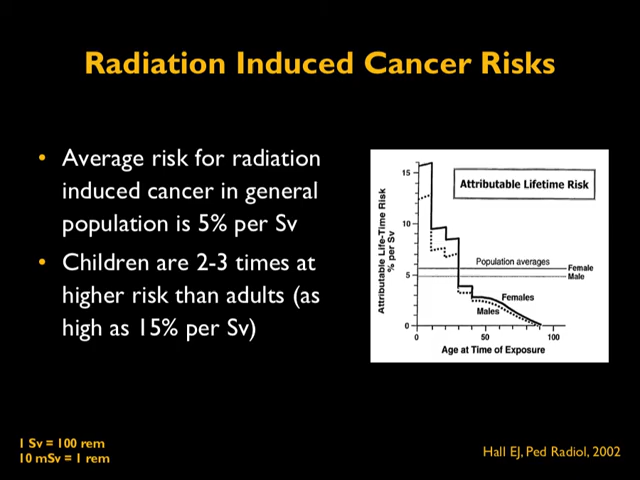 Radiation Induced Cancer Risks
• Average risk for radiation
induced cancer in general
population is 5% per Sv
• Children are 2-3 times at
higher risk than adults (as
high as 15% per Sv)
Attributable Lifetime Risk
Attributable Life-Time Risk
% per Sv
15
10
5
0
Population averages
Female
Male
Females
Males
0
50
100
Age at Time of Exposure
1 Sv = 100 rem
10 mSv = 1 rem
Hall EJ, Ped Radiol, 2002